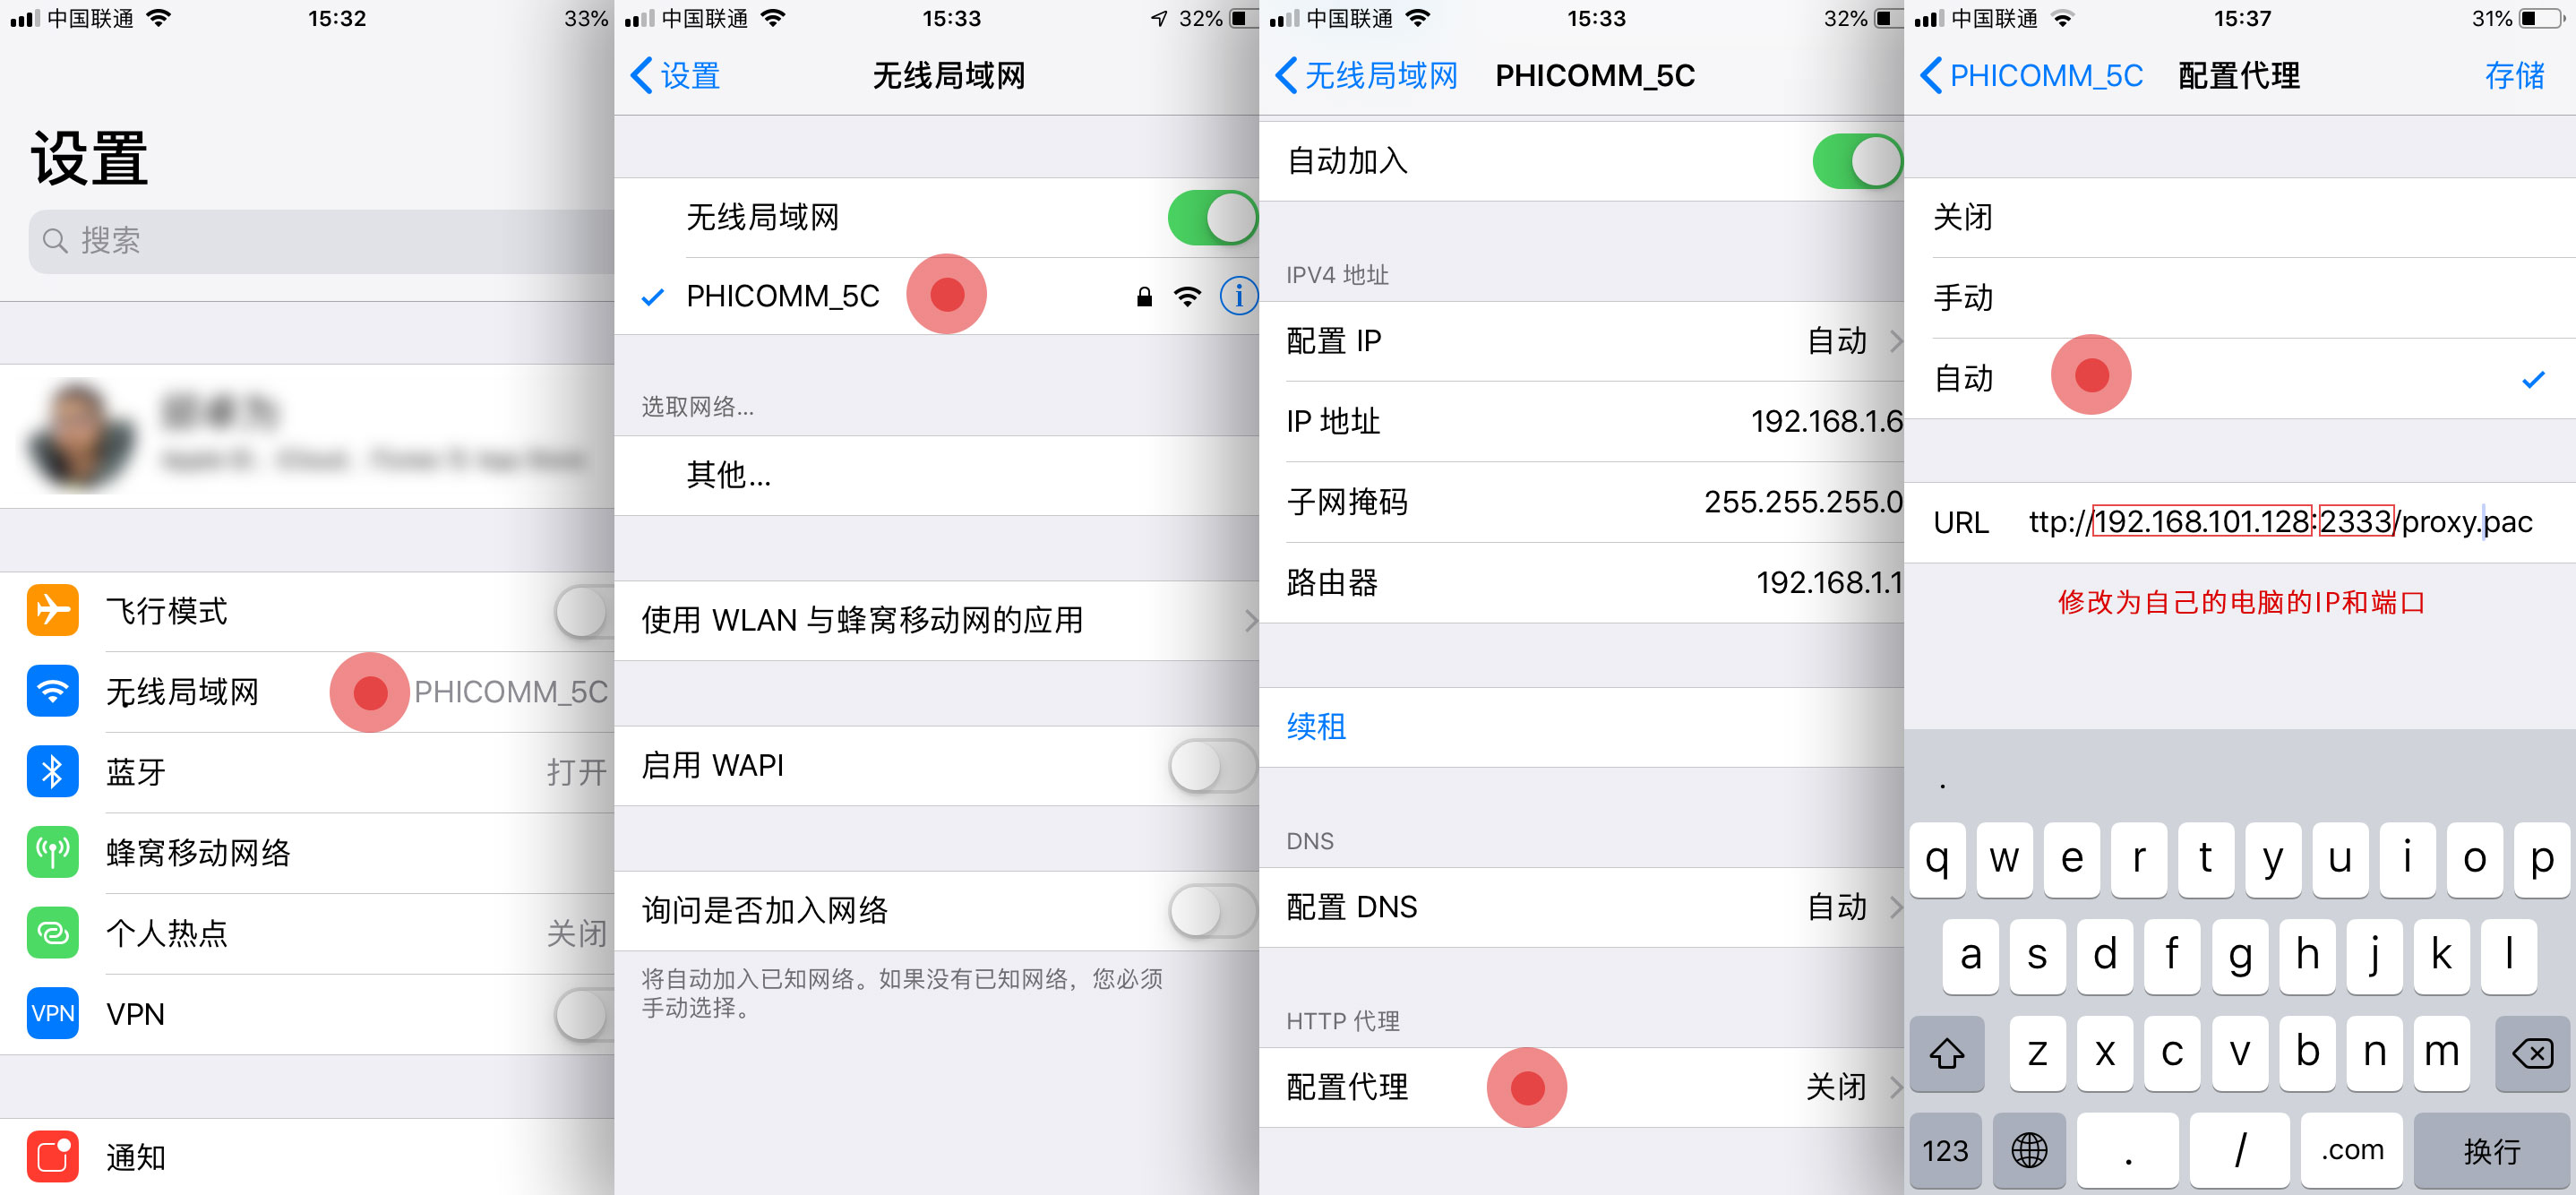 中国联通 15:32 33%
设置
搜索
飞行模式
无线局域网 PHICOMM_5C
蓝牙 打开
蜂窝移动网络
个人热点 关闭
VPN VPN
通知
中国联通 15:33 32%
设置 无线局域网
无线局域网
PHICOMM_5C
选取网络...
其他...
使用 WLAN 与蜂窝移动网的应用
启用 WAPI
询问是否加入网络
将自动加入已知网络。如果没有已知网络，您必须
手动选择。
中国联通 15:33 32%
无线局域网 PHICOMM_5C
自动加入
IPV4 地址
配置 IP 自动
IP 地址 192.168.1.6
子网掩码 255.255.255.0
路由器 192.168.1.1
续租
DNS
配置 DNS 自动
HTTP 代理
配置代理 关闭
中国联通 15:37 31%
PHICOMM_5C 配置代理 存储
关闭
手动
自动
URL ttp://192.168.101.128:2333/proxy.pac
修改为自己的电脑的IP和端口
.
q w e r t y u i o p
a s d f g h j k l
z x c v b n m
123 . / .com 换行